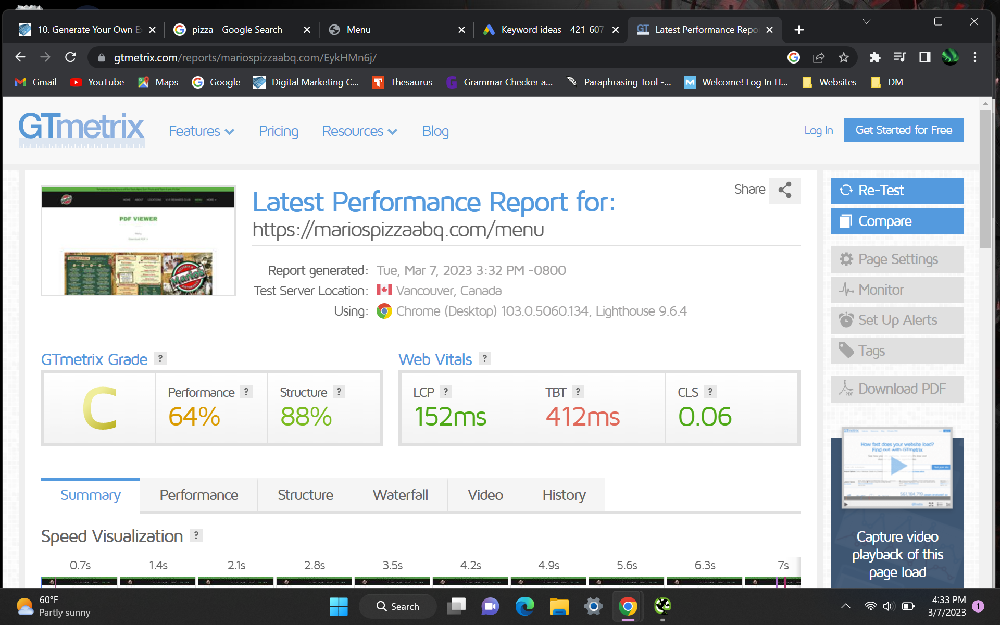 10. Generate Your Own Ex
pizza - Google Search
Menu
Keyword ideas - 421-607
GT
Latest Performance Repo
gtmetrix.com/reports/mariospizzaabq.com/EykHMn6j/
Gmail
YouTube
Maps
Google
Digital Marketing C...
Thesaurus
Grammar Checker a...
Paraphrasing Tool -...
Welcome! Log In H...
Websites
DM
GTmetrix
Features
Pricing
Resources
Blog
Log In
Get Started for Free
PDF VIEWER
Menu
Download PDF
Mario's
Latest Performance Report for:
https://mariospizzaabq.com/menu
Share
Report generated: Tue, Mar 7, 2023 3:32 PM -0800
Test Server Location: Vancouver, Canada
Using: Chrome (Desktop) 103.0.5060.134, Lighthouse 9.6.4
Re-Test
Compare
Page Settings
Monitor
Set Up Alerts
Tags
Download PDF
GTmetrix Grade ?
Web Vitals ?
C
Performance ?
64%
Structure ?
88%
LCP ?
152ms
TBT ?
412ms
CLS ?
0.06
Summary
Performance
Structure
Waterfall
Video
History
Speed Visualization ?
0.7s
1.4s
2.1s
2.8s
3.5s
4.2s
4.9s
5.6s
6.3s
7s
How fast does your website load?
Find out with GTmetrix
Capture video
playback of this
page load
60°F
Partly sunny
Search
4:33 PM
3/7/2023
1